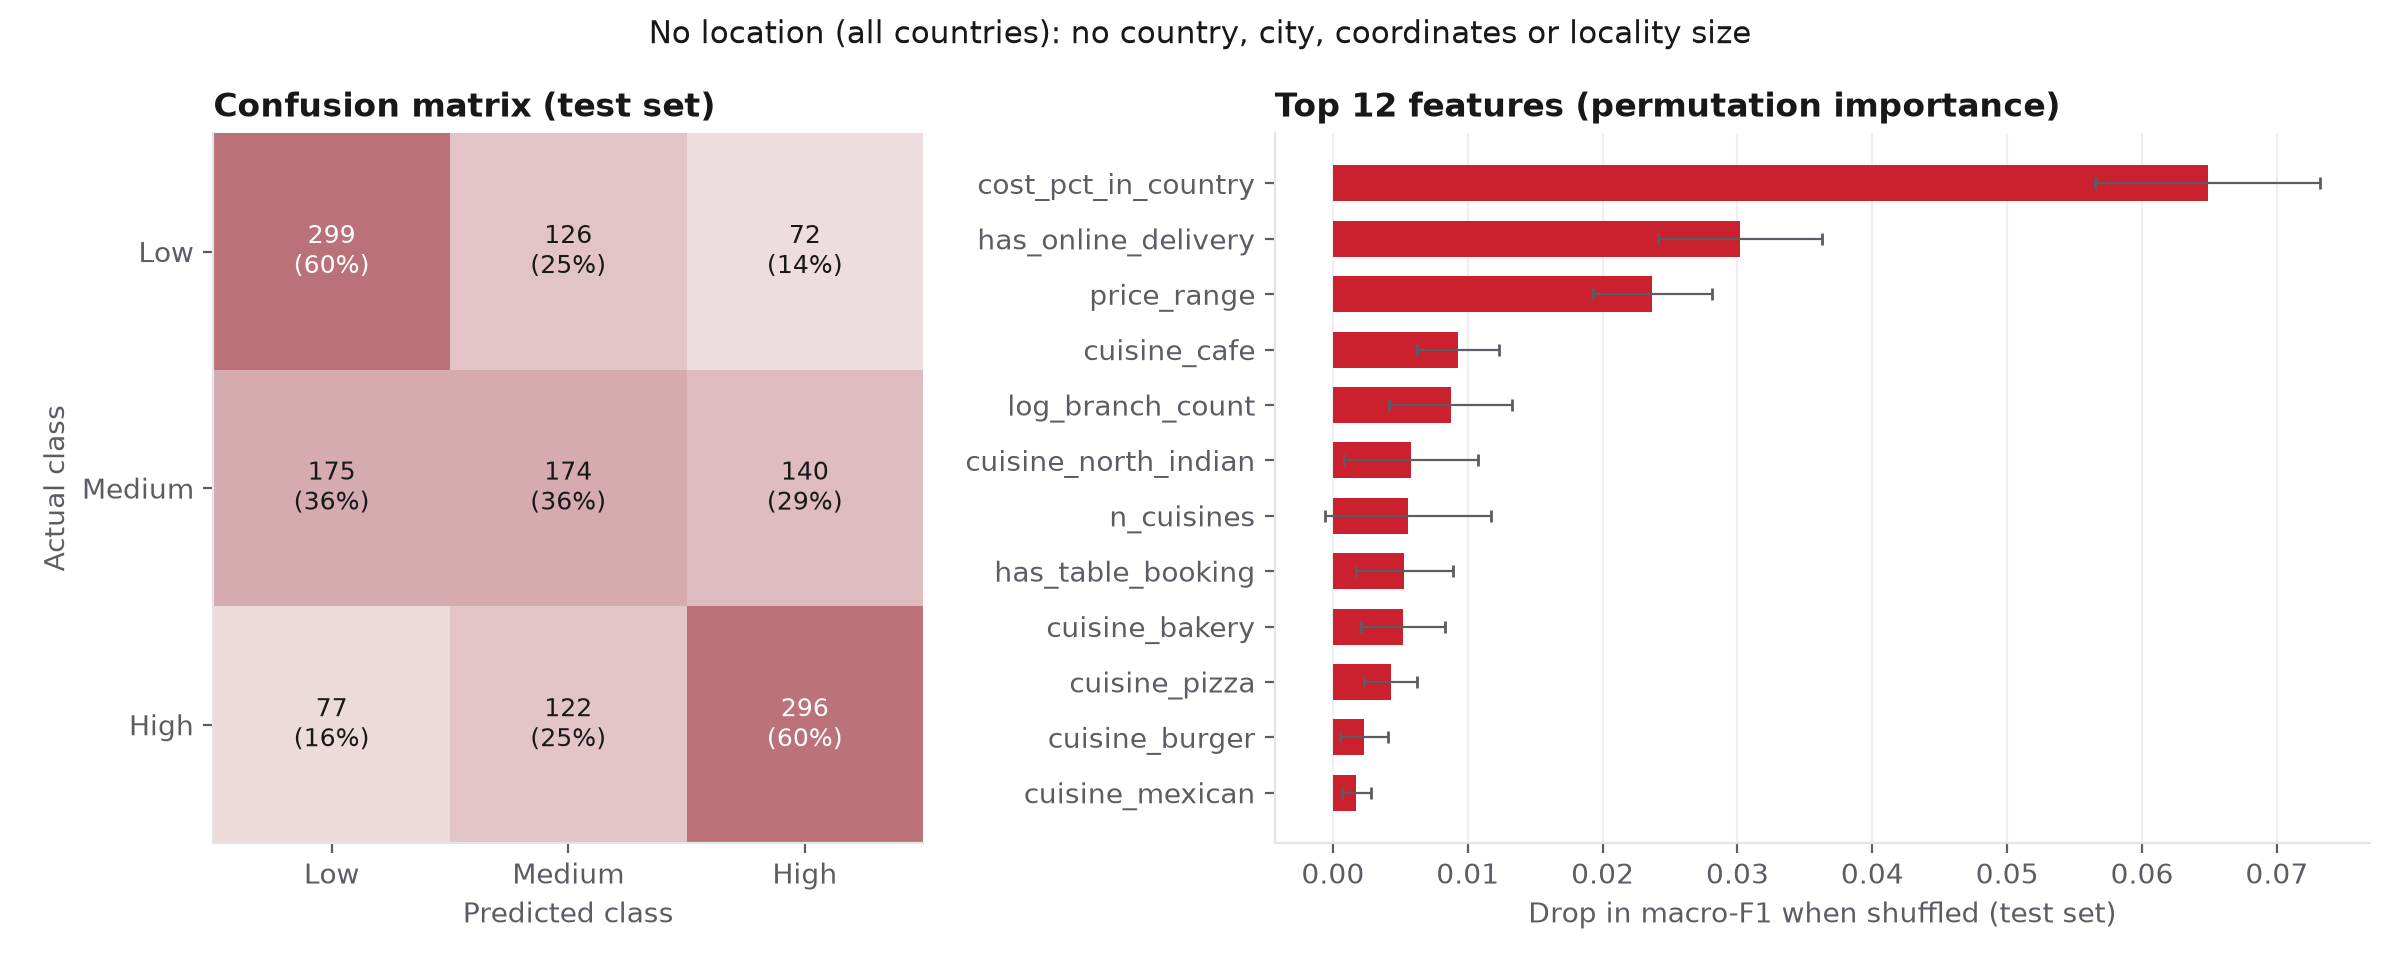 No location (all countries): no country, city, coordinates or locality size
Confusion matrix (test set)
Actual class
Low
299
(60%)
126
(25%)
72
(14%)
Medium
175
(36%)
174
(36%)
140
(29%)
High
77
(16%)
122
(25%)
296
(60%)
Low
Medium
High
Predicted class
Top 12 features (permutation importance)
cost_pct_in_country
has_online_delivery
price_range
cuisine_cafe
log_branch_count
cuisine_north_indian
n_cuisines
has_table_booking
cuisine_bakery
cuisine_pizza
cuisine_burger
cuisine_mexican
0.00 0.01 0.02 0.03 0.04 0.05 0.06 0.07
Drop in macro-F1 when shuffled (test set)